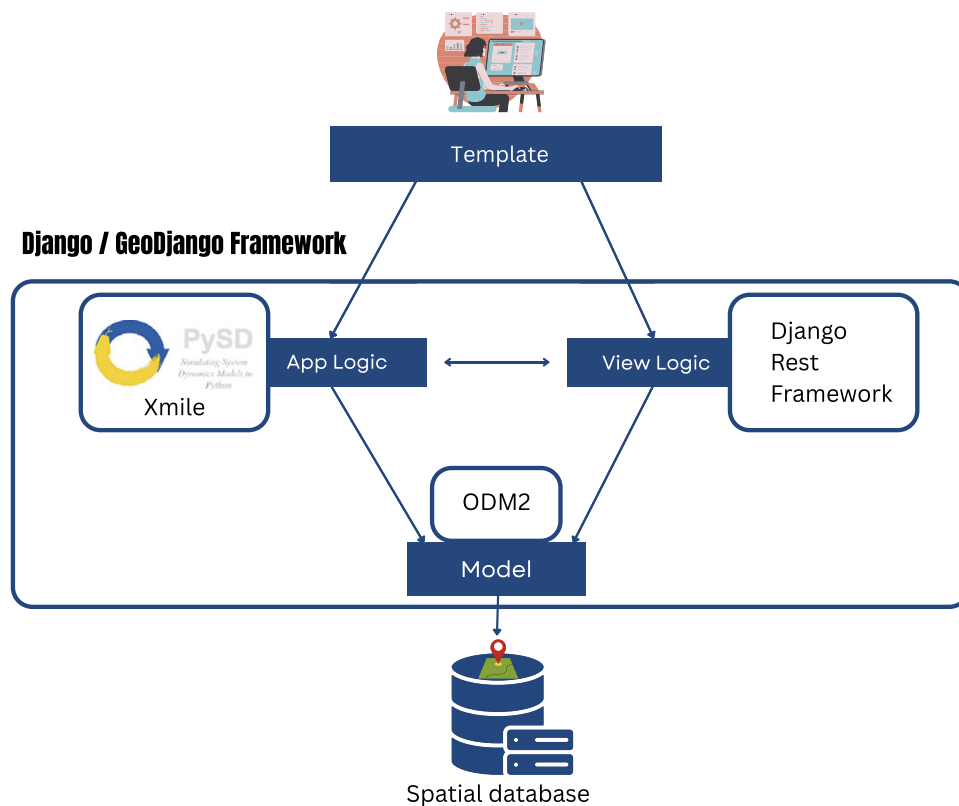 Template
Django / GeoDjango Framework
PySD
Simulating System
Dynamics Models in
Python
Xmile
App Logic
View Logic
Django
Rest
Framework
ODM2
Model
Spatial database